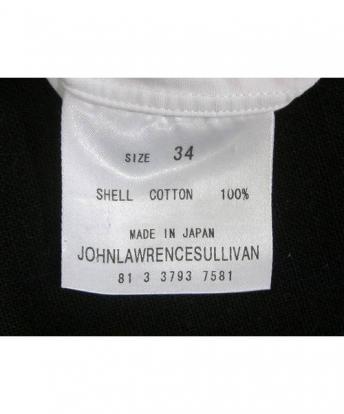 SIZE 34
SHELL COTTON 100%
MADE IN JAPAN
JOHNLAWRENCESULLIVAN
81 3 3793 7581